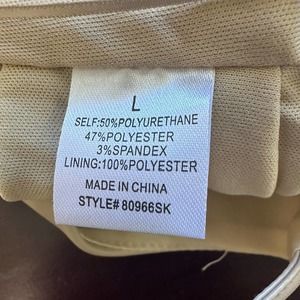 L
SELF:50%POLYURETHANE
47%POLYESTER
3%SPANDEX
LINING:100%POLYESTER
MADE IN CHINA
STYLE# 80966SK